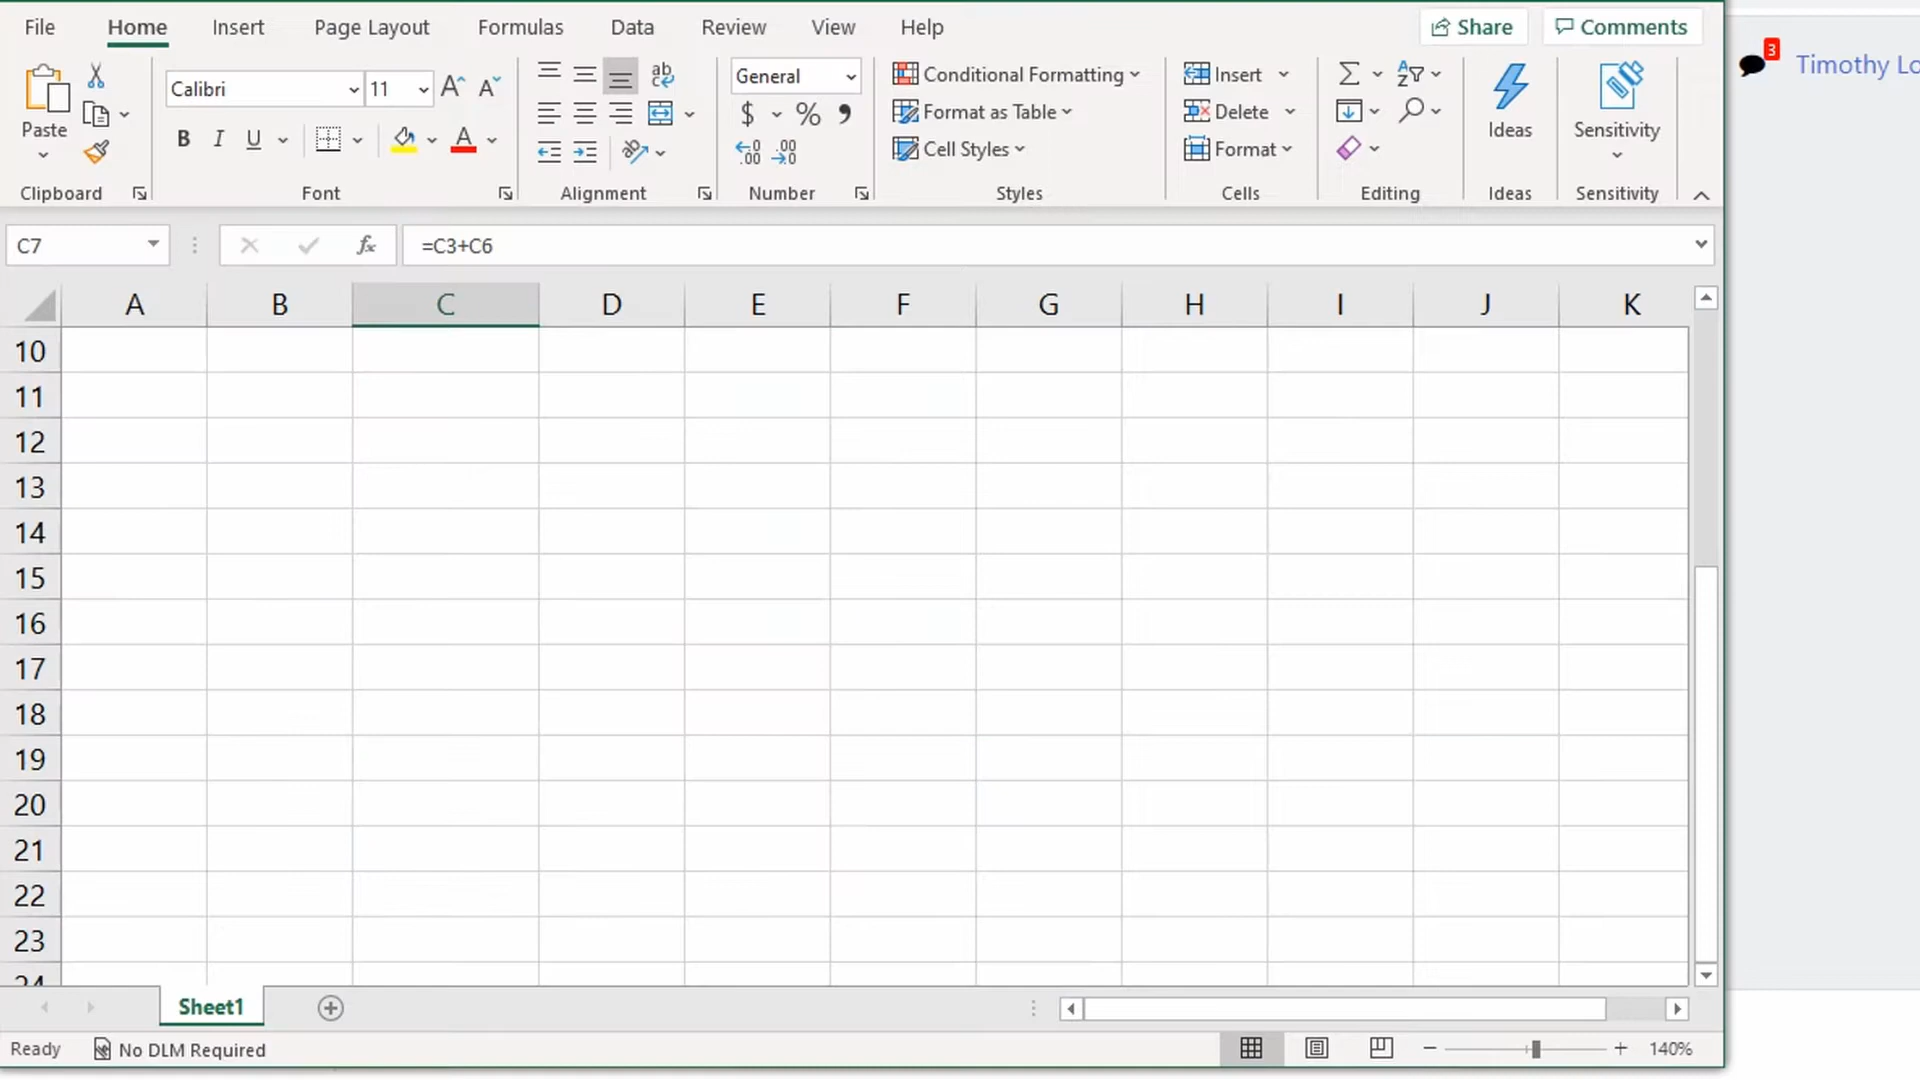 File Home Insert Page Layout Formulas Data Review View Help Share Comments
3 Timothy Lo
Calibri 11 General Conditional Formatting Insert
Format as Table Delete
Paste Ideas Sensitivity
B I U Cell Styles Format
Clipboard Font Alignment Number Styles Cells Editing Ideas Sensitivity
C7 fx =C3+C6
A B C D E F G H I J K
10
11
12
13
14
15
16
17
18
19
20
21
22
23
24
Sheet1
Ready No DLM Required 140%